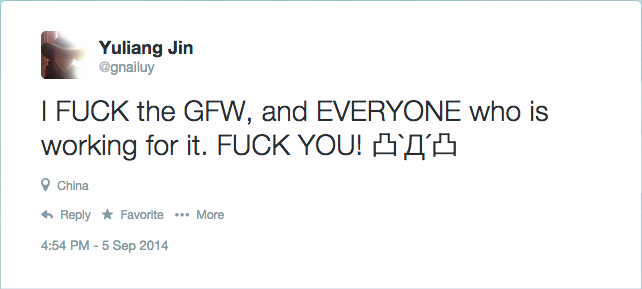 Yuliang Jin
@gnailuy
I FUCK the GFW, and EVERYONE who is
working for it. FUCK YOU! 凸`Д´凸
China
Reply Favorite ••• More
4:54 PM - 5 Sep 2014